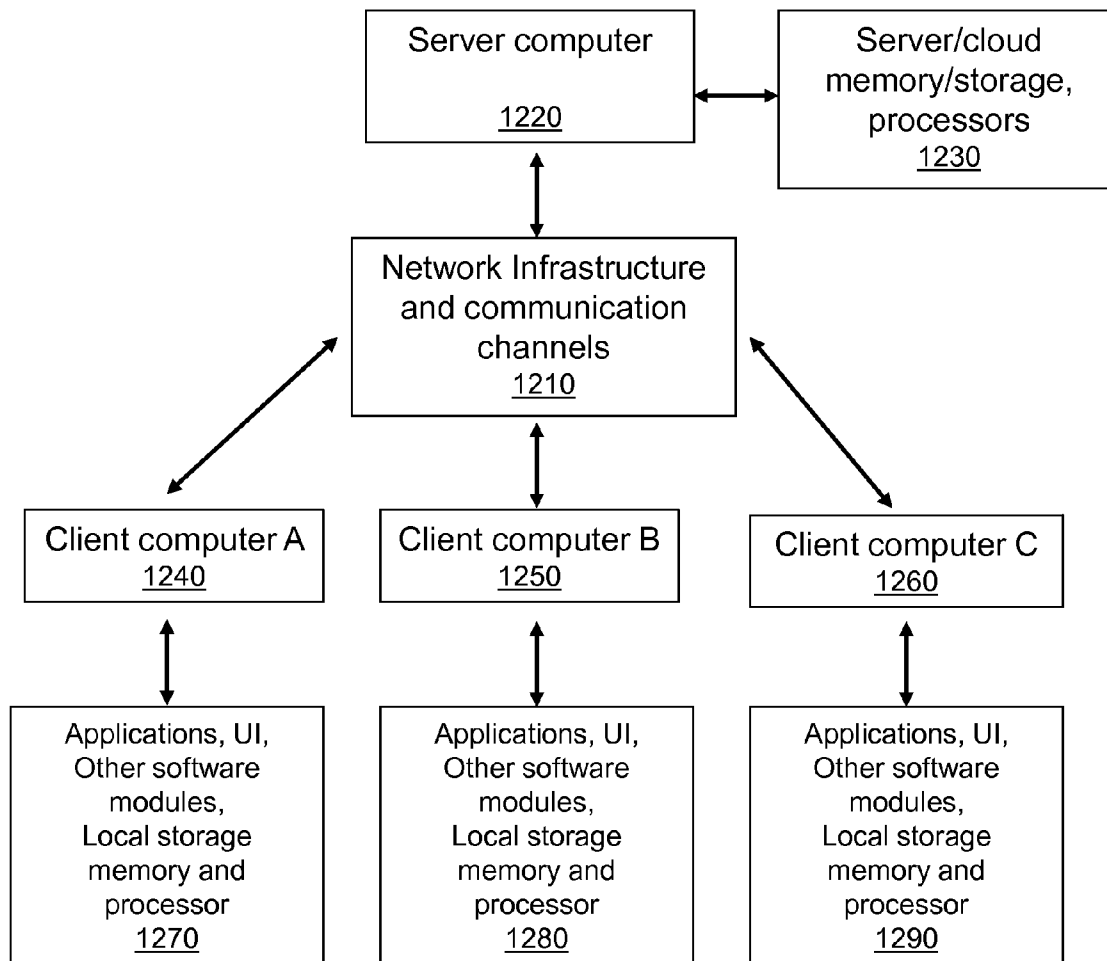 Server computer
1220
Server/cloud
memory/storage,
processors
1230
Network Infrastructure
and communication
channels
1210
Client computer A
1240
Client computer B
1250
Client computer C
1260
Applications, UI,
Other software
modules,
Local storage
memory and
processor
1270
Applications, UI,
Other software
modules,
Local storage
memory and
processor
1280
Applications, UI,
Other software
modules,
Local storage
memory and
processor
1290